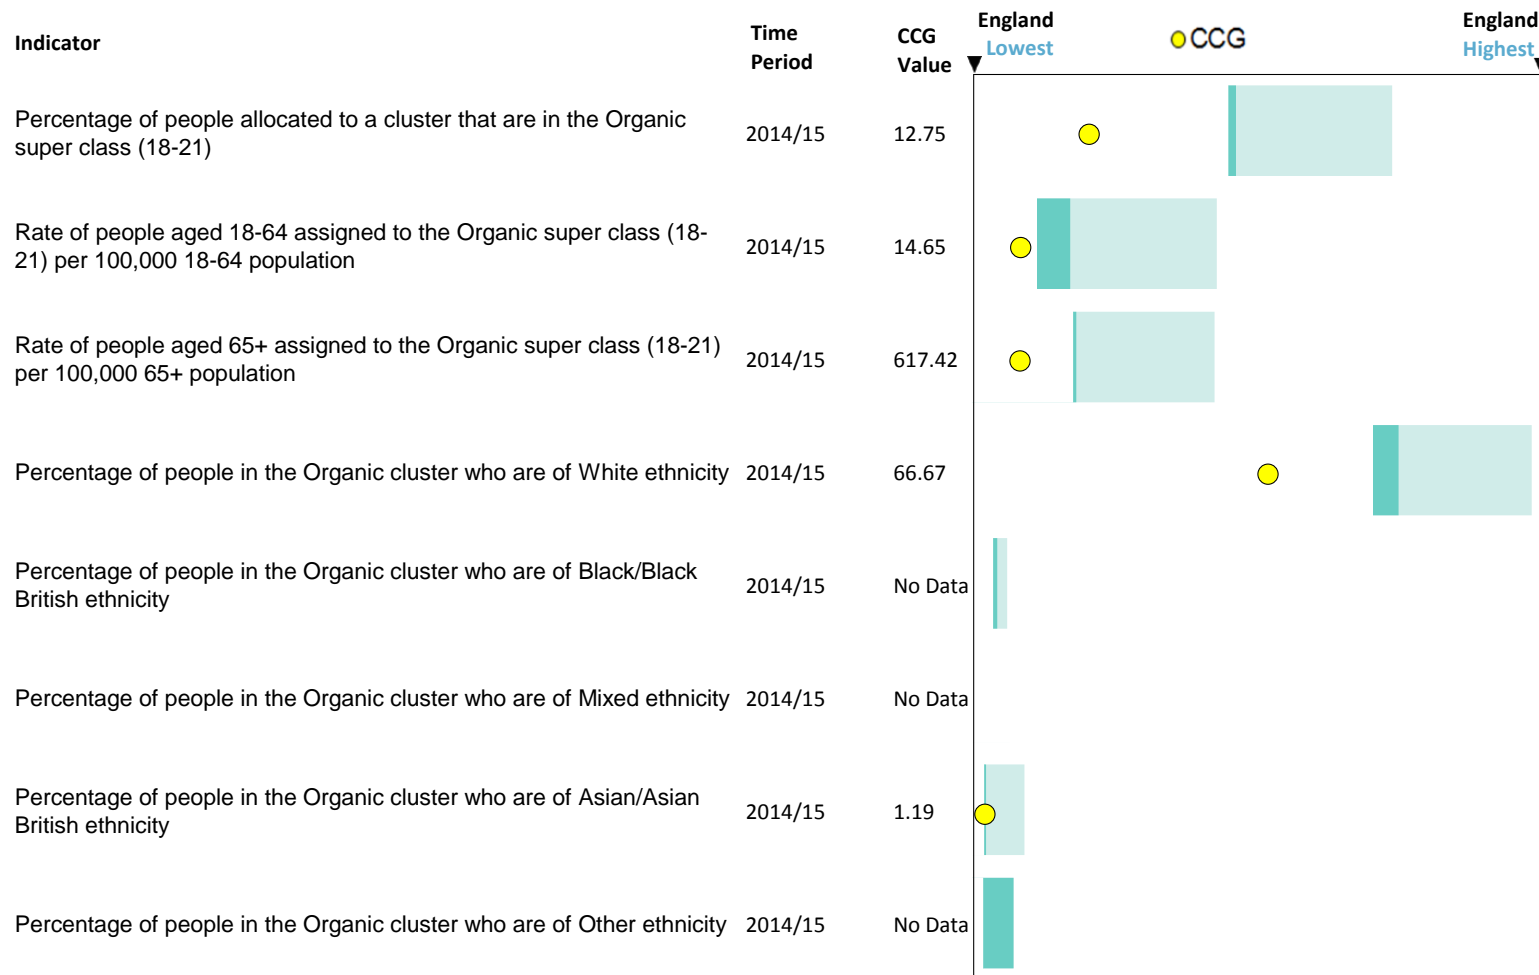 Indicator
Time Period
CCG Value
England Lowest
CCG
England Highest
Percentage of people allocated to a cluster that are in the Organic
super class (18-21)
2014/15
12.75
Rate of people aged 18-64 assigned to the Organic super class (18-
21) per 100,000 18-64 population
2014/15
14.65
Rate of people aged 65+ assigned to the Organic super class (18-21)
per 100,000 65+ population
2014/15
617.42
Percentage of people in the Organic cluster who are of White ethnicity
2014/15
66.67
Percentage of people in the Organic cluster who are of Black/Black
British ethnicity
2014/15
No Data
Percentage of people in the Organic cluster who are of Mixed ethnicity
2014/15
No Data
Percentage of people in the Organic cluster who are of Asian/Asian
British ethnicity
2014/15
1.19
Percentage of people in the Organic cluster who are of Other ethnicity
2014/15
No Data